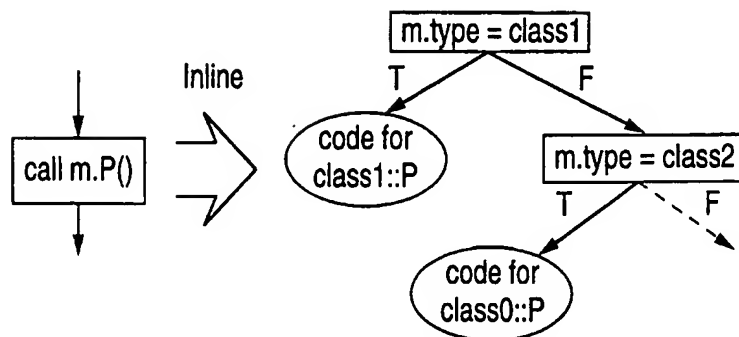 call m.P()
Inline
m.type = class1
T
F
code for
class1::P
m.type = class2
T
F
code for
class0::P